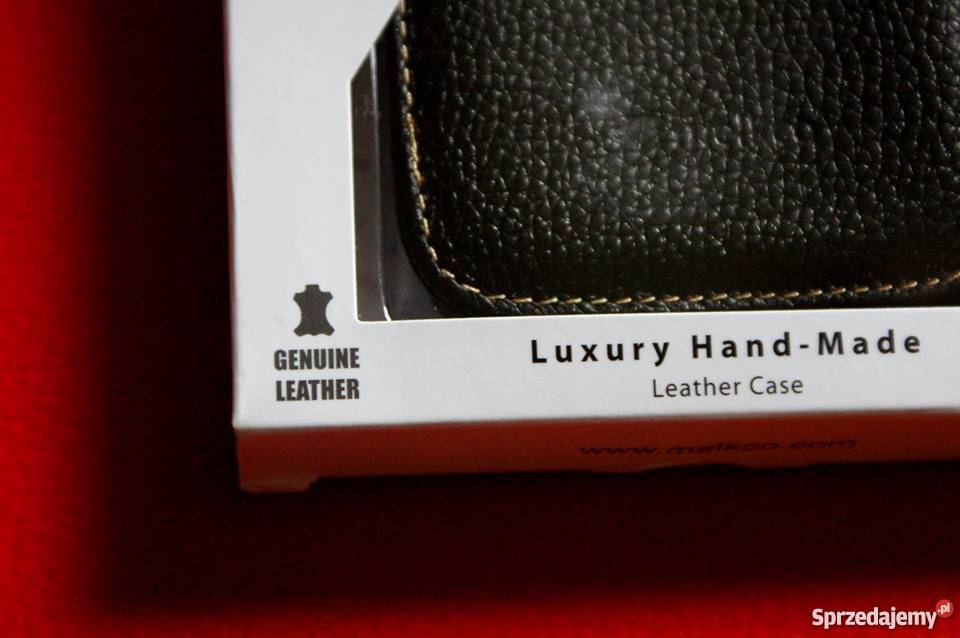 GENUINE
LEATHER
Luxury Hand-Made
Leather Case
www.melkco.com
Sprzedajemy.pl